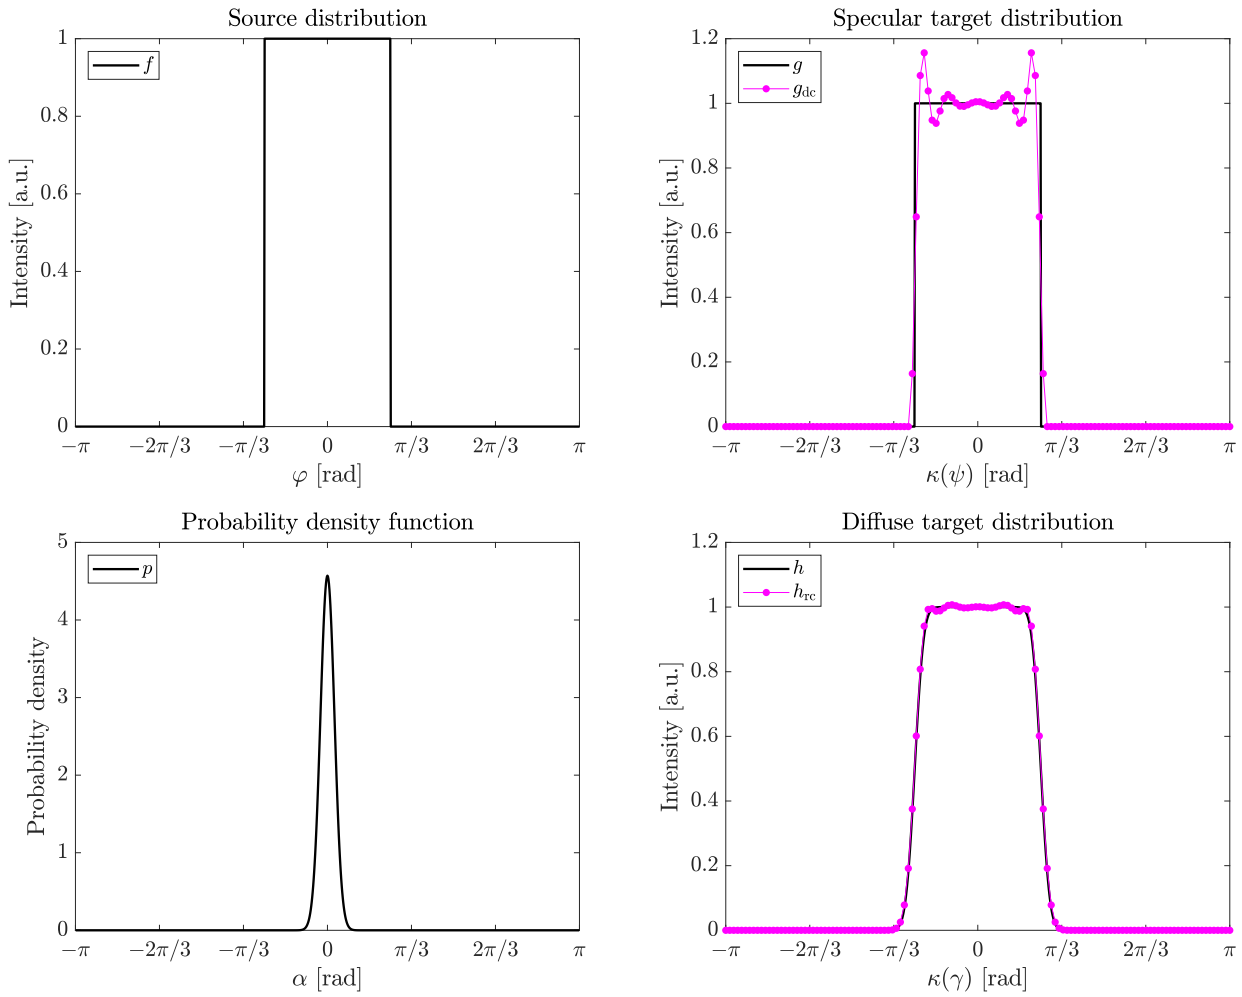 Source distribution
f
1
0.8
0.6
0.4
0.2
0
Intensity [a.u.]
−π
−2π/3
−π/3
0
π/3
2π/3
π
φ [rad]
Specular target distribution
g
g_dc
1.2
1
0.8
0.6
0.4
0.2
0
Intensity [a.u.]
−π
−2π/3
−π/3
0
π/3
2π/3
π
κ(ψ) [rad]
Probability density function
p
5
4
3
2
1
0
Probability density
−π
−2π/3
−π/3
0
π/3
2π/3
π
α [rad]
Diffuse target distribution
h
h_rc
1.2
1
0.8
0.6
0.4
0.2
0
Intensity [a.u.]
−π
−2π/3
−π/3
0
π/3
2π/3
π
κ(γ) [rad]